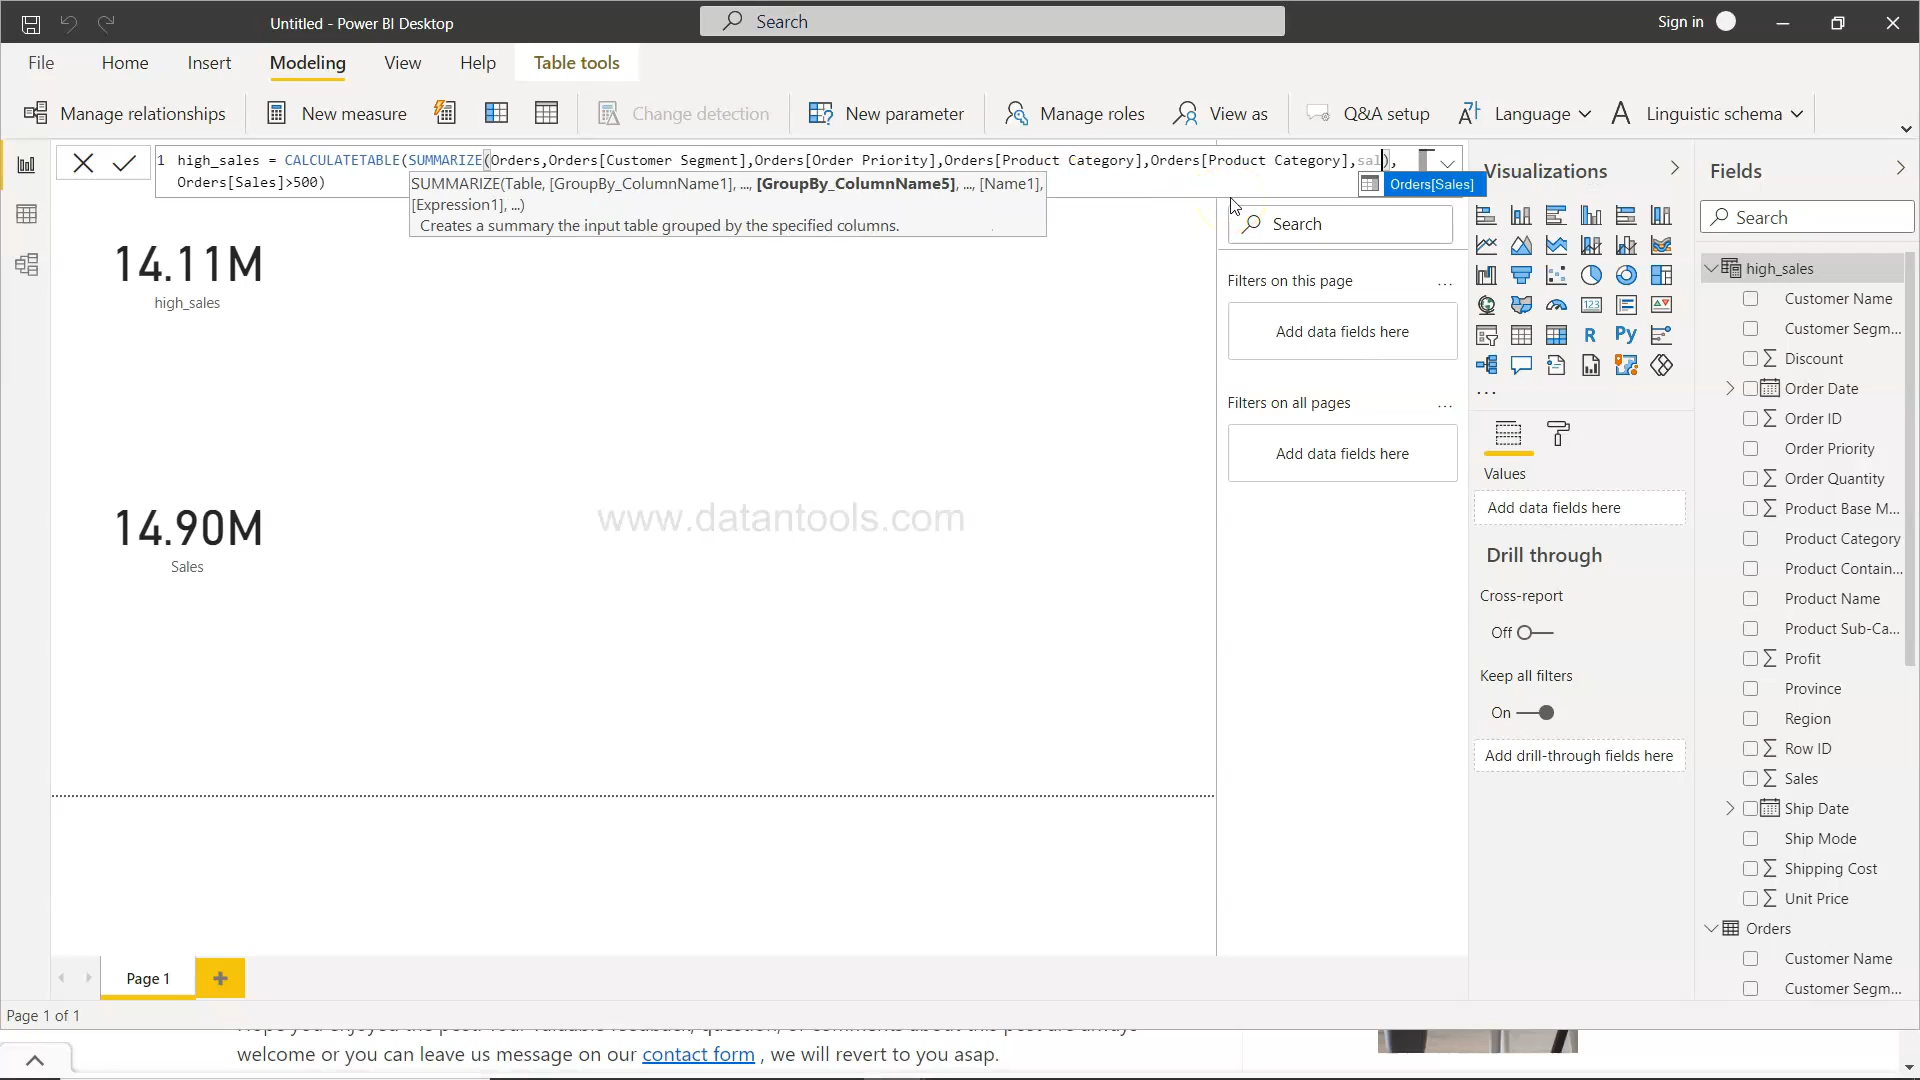 Untitled - Power BI Desktop
Search
Sign in
File
Home
Insert
Modeling
View
Help
Table tools
Manage relationships
New measure
Change detection
New parameter
Manage roles
View as
Q&A setup
Language
Linguistic schema
1 high_sales = CALCULATETABLE(SUMMARIZE(Orders,Orders[Customer Segment],Orders[Order Priority],Orders[Product Category],Orders[Product Category],sal),
Orders[Sales]>500)
SUMMARIZE(Table, [GroupBy_ColumnName1], ..., [GroupBy_ColumnName5], ..., [Name1],
[Expression1], ...)
Creates a summary the input table grouped by the specified columns.
Orders[Sales]
14.11M
high_sales
14.90M
Sales
www.datantools.com
Search
Filters on this page
...
Add data fields here
Filters on all pages
...
Add data fields here
Visualizations
123
R
Py
...
Values
Add data fields here
Drill through
Cross-report
Off
Keep all filters
On
Add drill-through fields here
Fields
Search
high_sales
Customer Name
Customer Segm...
Discount
Order Date
Order ID
Order Priority
Order Quantity
Product Base M...
Product Category
Product Contain...
Product Name
Product Sub-Ca...
Profit
Province
Region
Row ID
Sales
Ship Date
Ship Mode
Shipping Cost
Unit Price
Orders
Customer Name
Customer Segm...
Page 1
Page 1 of 1
welcome or you can leave us message on our contact form , we will revert to you asap.